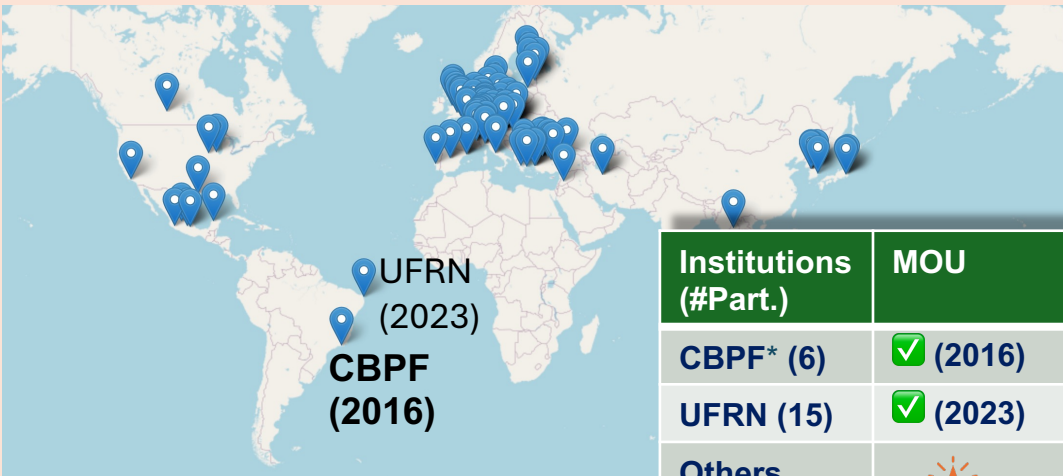 UFRN
(2023)
CBPF
(2016)
Institutions
(#Part.)
MOU
CBPF* (6)
✅ (2016)
UFRN (15)
✅ (2023)
Others